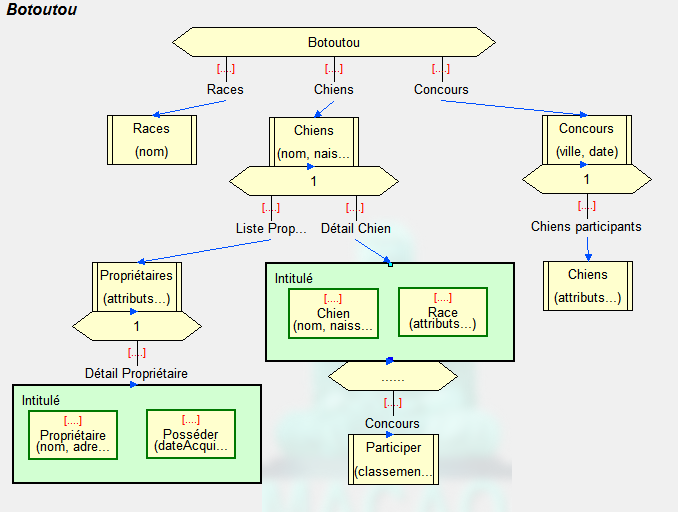 Botoutou
Botoutou
[....] [....] [....]
Races Chiens Concours
Races
(nom)
Chiens
(nom, nais...
1
Concours
(ville, date)
1
[....] [....] [....]
Liste Prop... Détail Chien Chiens participants
Propriétaires
(attributs...)
1
Intitulé
[....]
Chien
(nom, naiss...
[....]
Race
(attributs...)
Chiens
(attributs...)
[....]
Détail Propriétaire
......
[....]
Concours
Intitulé
[....]
Propriétaire
(nom, adre...
[....]
Posséder
(dateAcqui...
Participer
(classemen...
MACAO